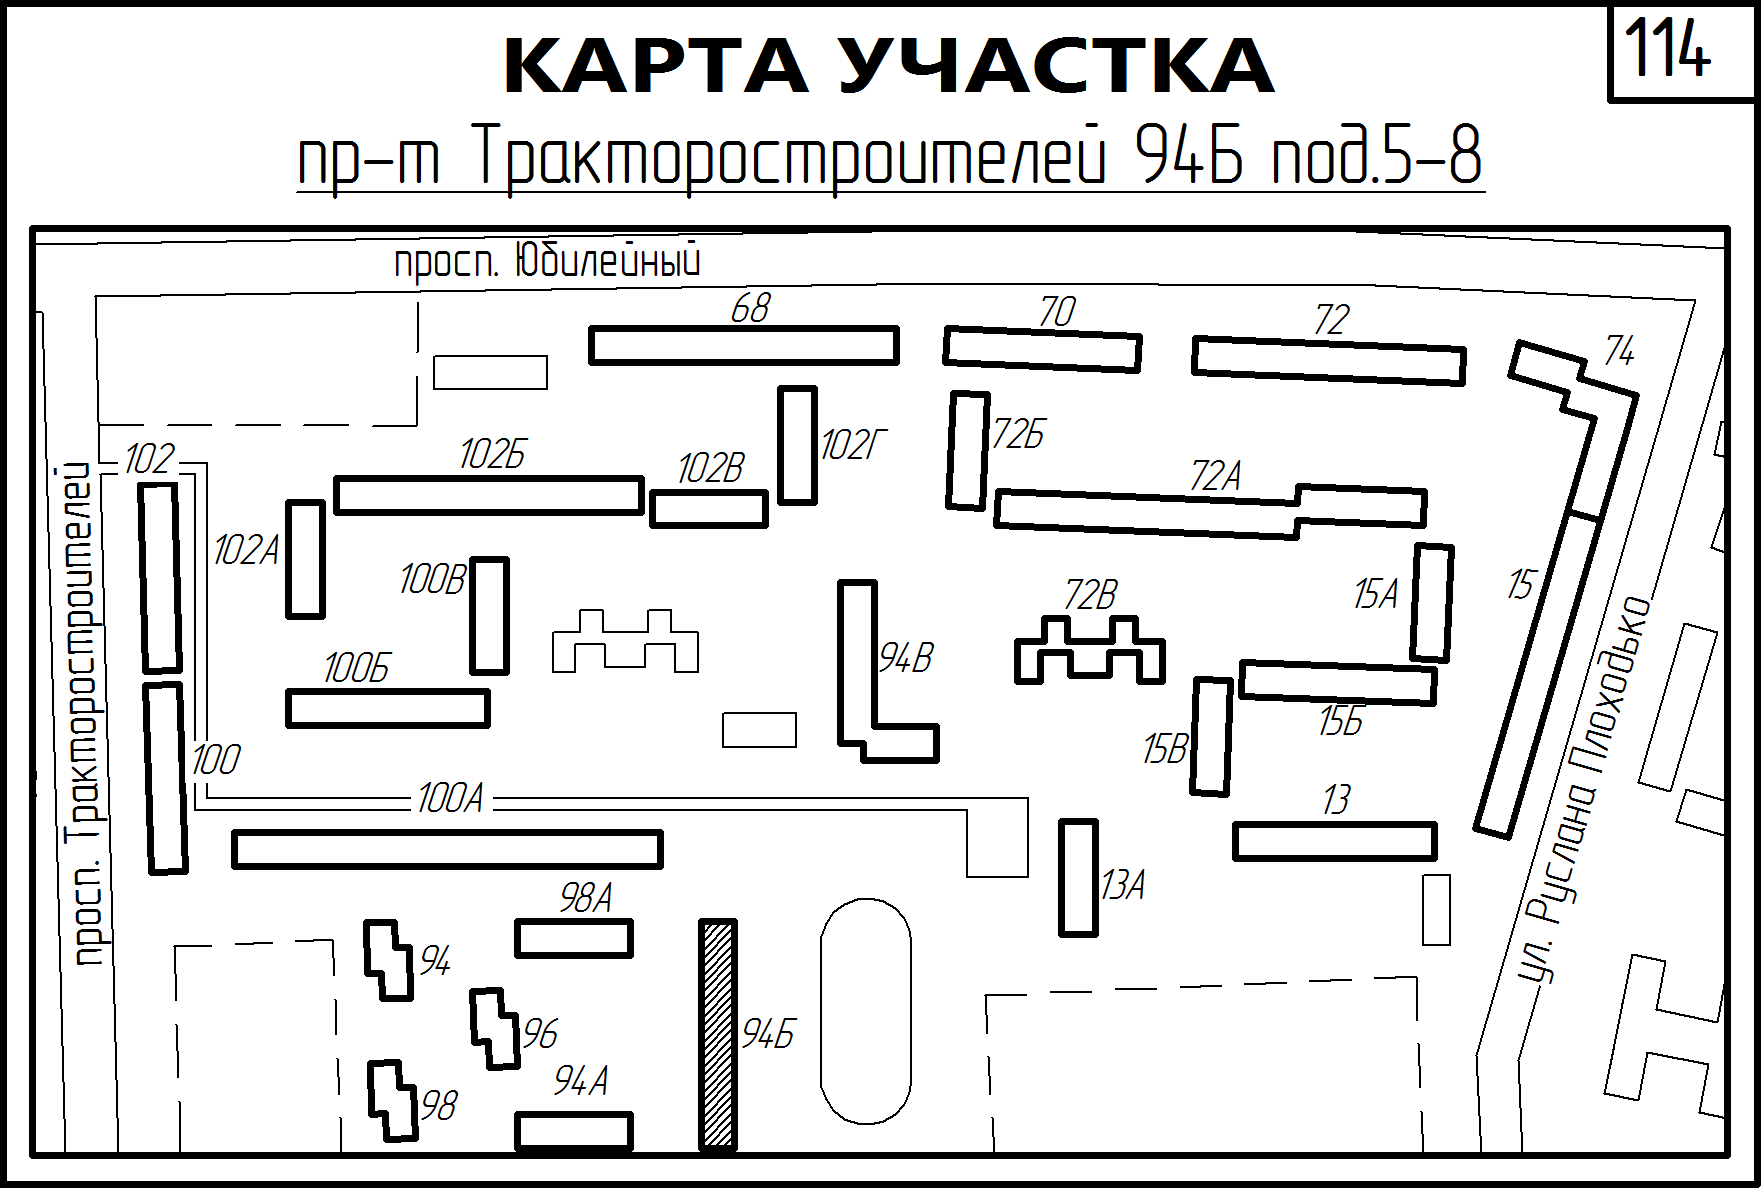 114
КАРТА УЧАСТКА
пр-т Тракторостроителей 94Б под.5-8
просп. Юбилейный
68
70
72
74
102
102Б
102В
102Г
72Б
72А
102А
100В
15А
15
72В
94В
100Б
15Б
15В
100
100А
13
13А
98А
94
96
94Б
94А
98
просп. Тракторостроителей
ул. Руслана Плоходько